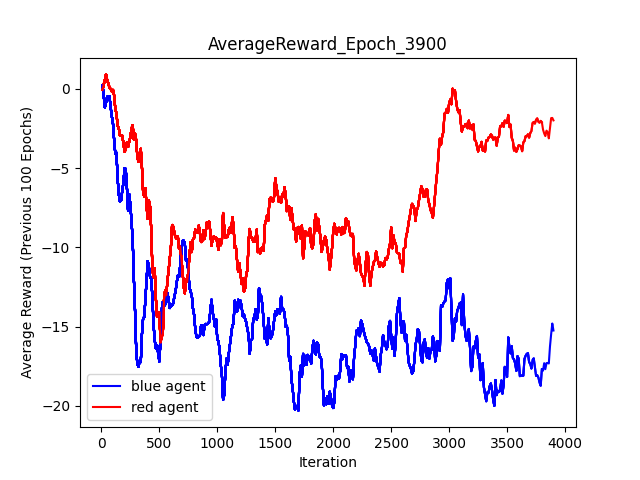 AverageReward_Epoch_3900
Average Reward (Previous 100 Epochs)
0
−5
−10
−15
−20
blue agent
red agent
0
500
1000
1500
2000
2500
3000
3500
4000
Iteration